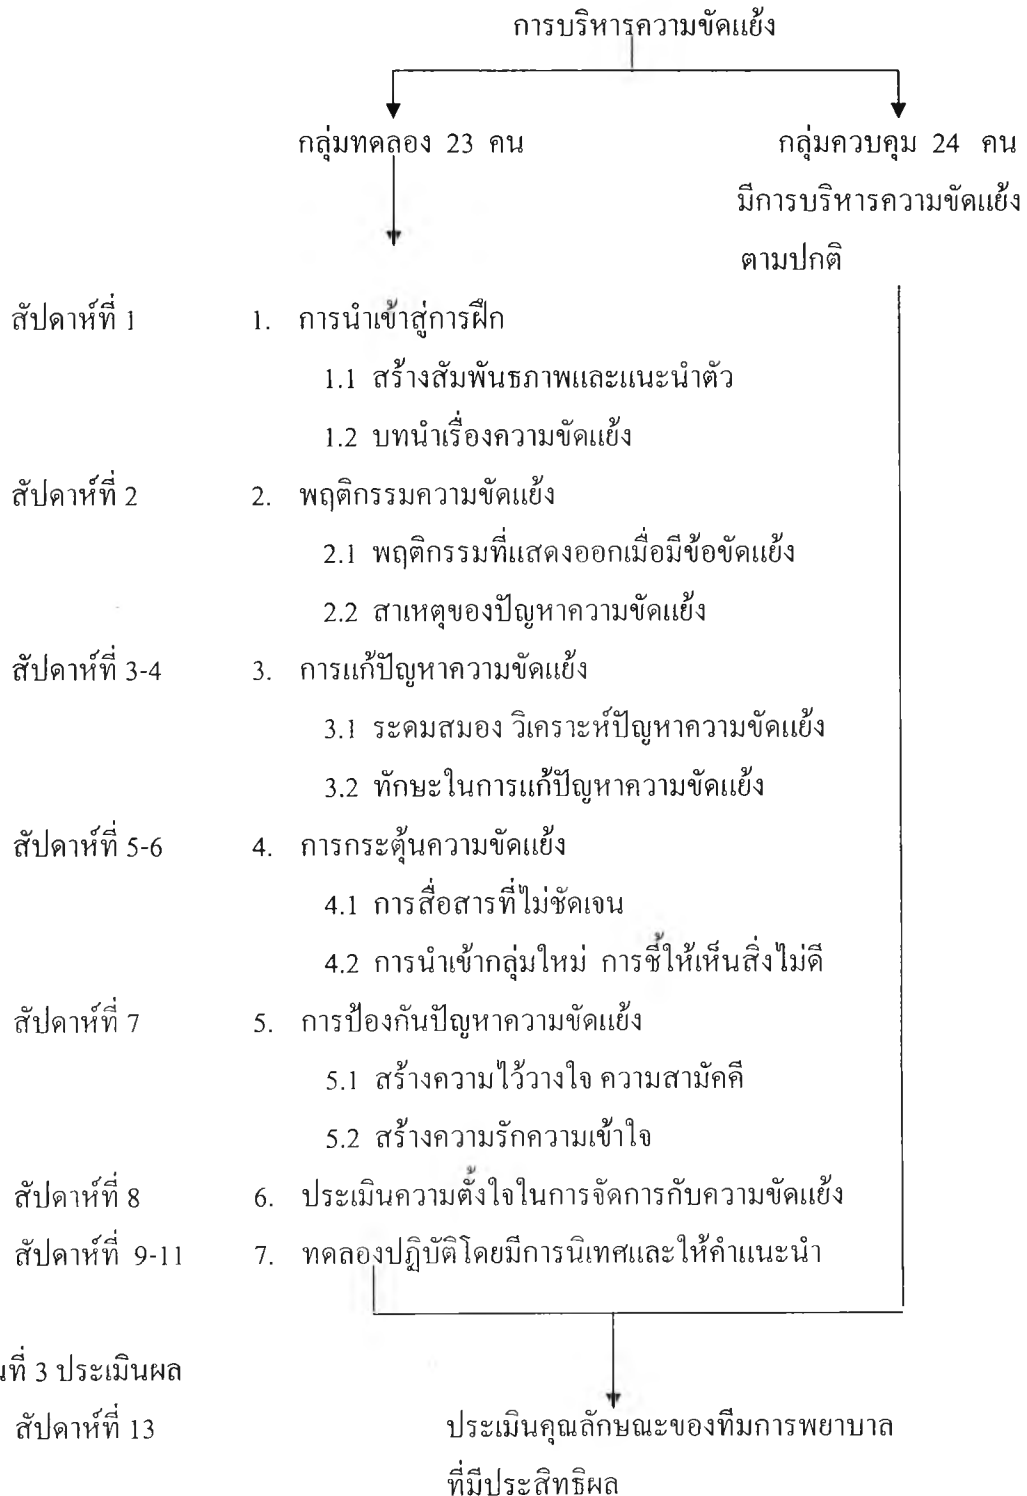 การบริหารความขัดแย้ง
กลุ่มทดลอง 23 คน
กลุ่มควบคุม 24 คน
มีการบริหารความขัดแย้ง
ตามปกติ
สัปดาห์ที่ 1 1. การนำเข้าสู่การฝึก
1.1 สร้างสัมพันธภาพและแนะนำตัว
1.2 บทนำเรื่องความขัดแย้ง
สัปดาห์ที่ 2 2. พฤติกรรมความขัดแย้ง
2.1 พฤติกรรมที่แสดงออกเมื่อมีข้อขัดแย้ง
2.2 สาเหตุของปัญหาความขัดแย้ง
สัปดาห์ที่ 3-4 3. การแก้ปัญหาความขัดแย้ง
3.1 ระดมสมอง วิเคราะห์ปัญหาความขัดแย้ง
3.2 ทักษะในการแก้ปัญหาความขัดแย้ง
สัปดาห์ที่ 5-6 4. การกระตุ้นความขัดแย้ง
4.1 การสื่อสารที่ไม่ชัดเจน
4.2 การนำเข้ากลุ่มใหม่ การชี้ให้เห็นสิ่งไม่ดี
สัปดาห์ที่ 7 5. การป้องกันปัญหาความขัดแย้ง
5.1 สร้างความไว้วางใจ ความสามัคคี
5.2 สร้างความรักความเข้าใจ
สัปดาห์ที่ 8 6. ประเมินความตั้งใจในการจัดการกับความขัดแย้ง
สัปดาห์ที่ 9-11 7. ทดลองปฏิบัติโดยมีการนิเทศและให้คำแนะนำ
นที่ 3 ประเมินผล
สัปดาห์ที่ 13 ประเมินคุณลักษณะของทีมการพยาบาล
ที่มีประสิทธิผล